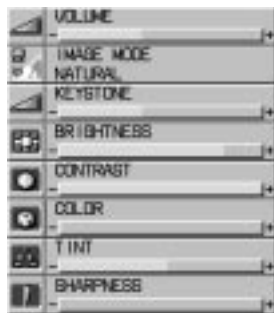 VOLUME
- +
IMAGE MODE
NATURAL
KEYSTONE
- +
BRIGHTNESS
- +
CONTRAST
- +
COLOR
- +
TINT
- +
SHARPNESS
- +